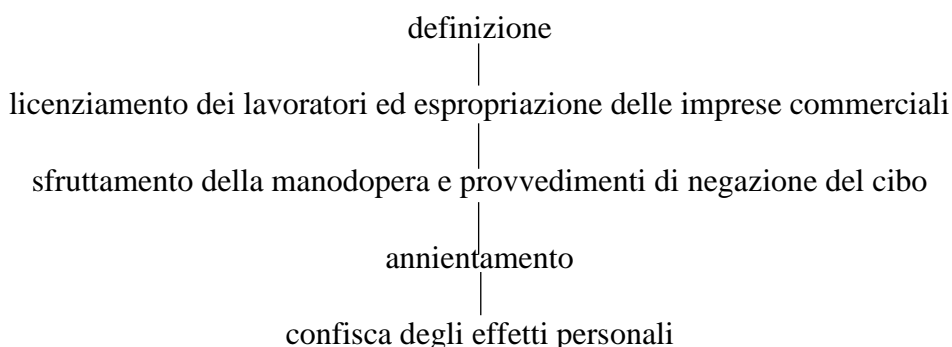 definizione
licenziamento dei lavoratori ed espropriazione delle imprese commerciali
sfruttamento della manodopera e provvedimenti di negazione del cibo
annientamento
confisca degli effetti personali